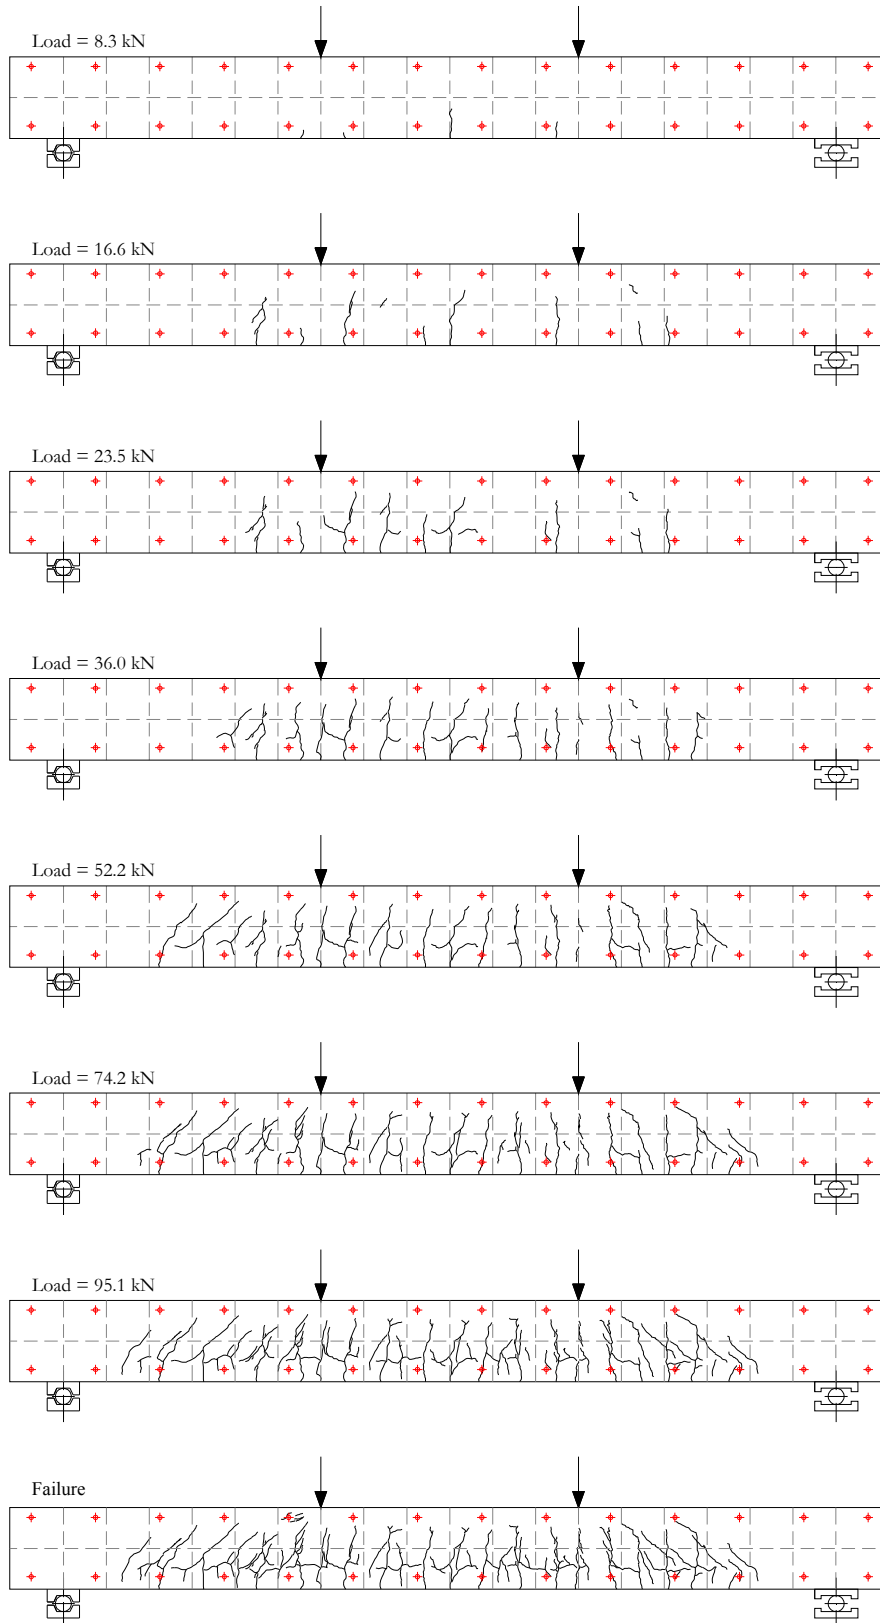 Load = 8.3 kN
Load = 16.6 kN
Load = 23.5 kN
Load = 36.0 kN
Load = 52.2 kN
Load = 74.2 kN
Load = 95.1 kN
Failure